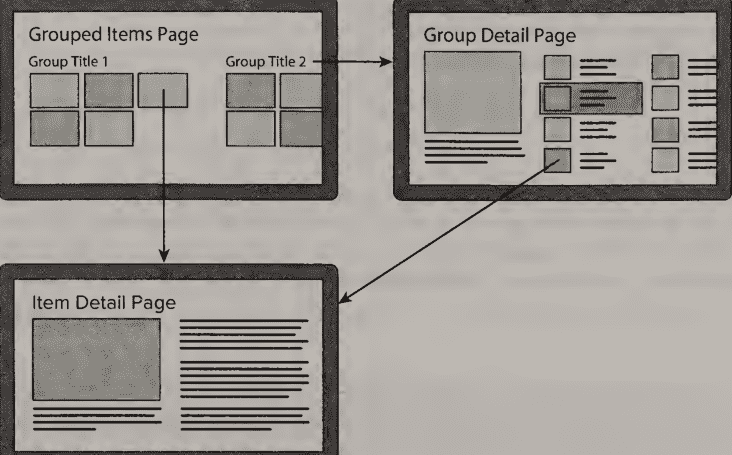 Grouped Items Page
Group Title 1
Group Title 2
Group Detail Page
Item Detail Page